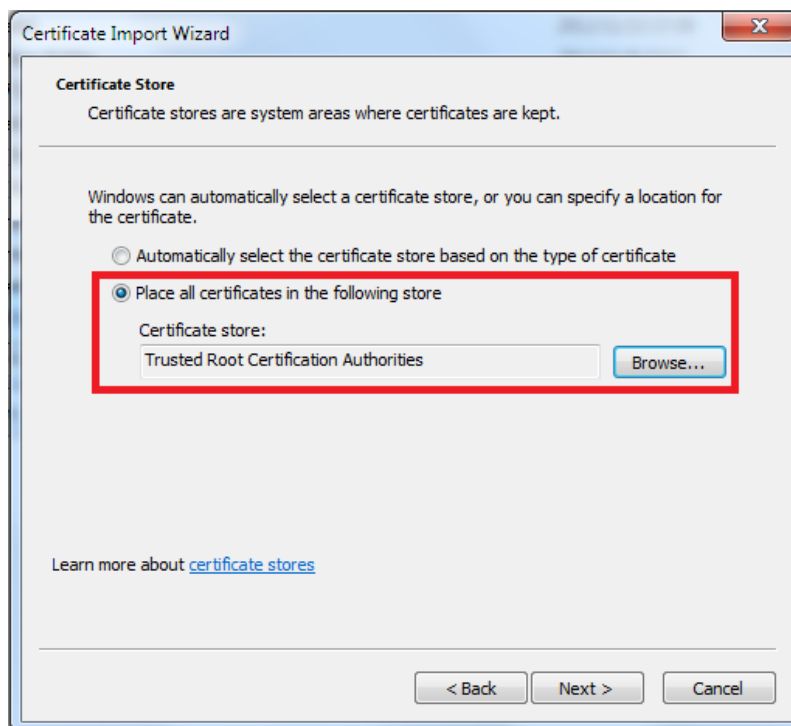 Certificate Import Wizard
X
Certificate Store
Certificate stores are system areas where certificates are kept.
Windows can automatically select a certificate store, or you can specify a location for
the certificate.
Automatically select the certificate store based on the type of certificate
Place all certificates in the following store
Certificate store:
Trusted Root Certification Authorities
Browse...
Learn more about certificate stores
< Back
Next >
Cancel